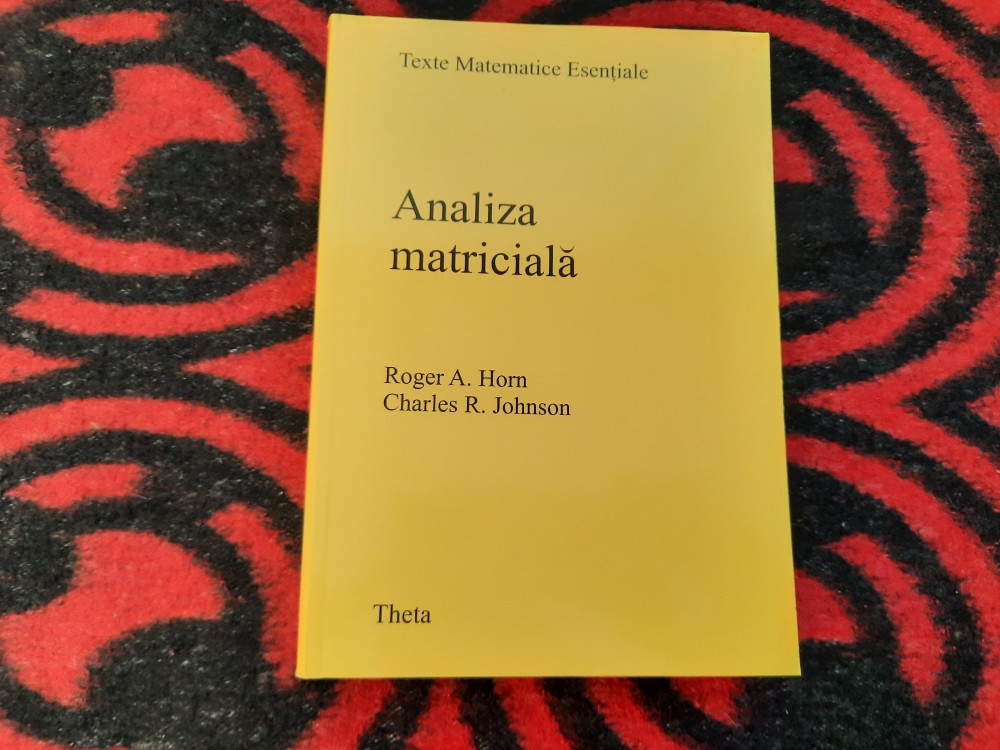 Texte Matematice Esențiale
Analiza
matricială
Roger A. Horn
Charles R. Johnson
Theta